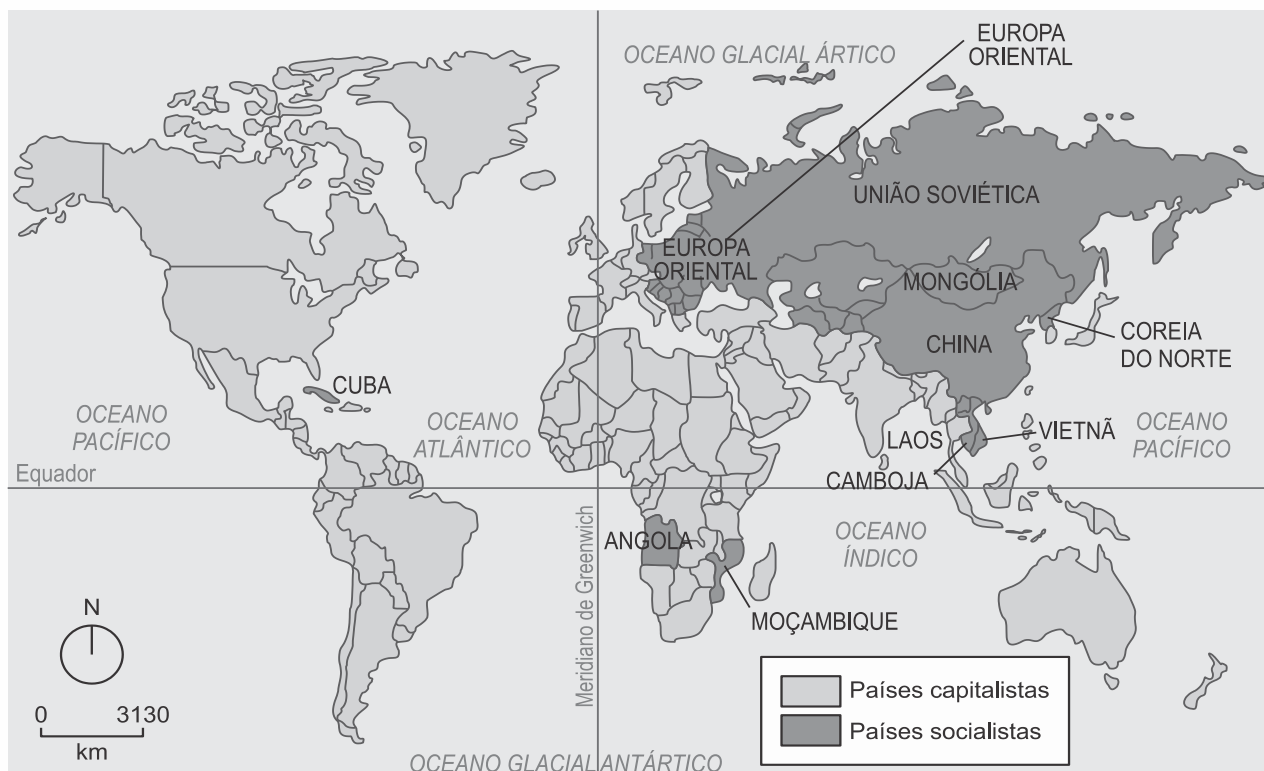 EUROPA
ORIENTAL
OCEANO GLACIAL ÁRTICO
UNIÃO SOVIÉTICA
EUROPA
ORIENTAL
MONGÓLIA
CHINA
COREIA
DO NORTE
CUBA
OCEANO
PACÍFICO
OCEANO
ATLÂNTICO
LAOS
VIETNÃ
OCEANO
PACÍFICO
Equador
CAMBOJA
Meridiano de Greenwich
ANGOLA
OCEANO
ÍNDICO
MOÇAMBIQUE
N
0 3130
km
Países capitalistas
Países socialistas
OCEANO GLACIAL ANTÁRTICO